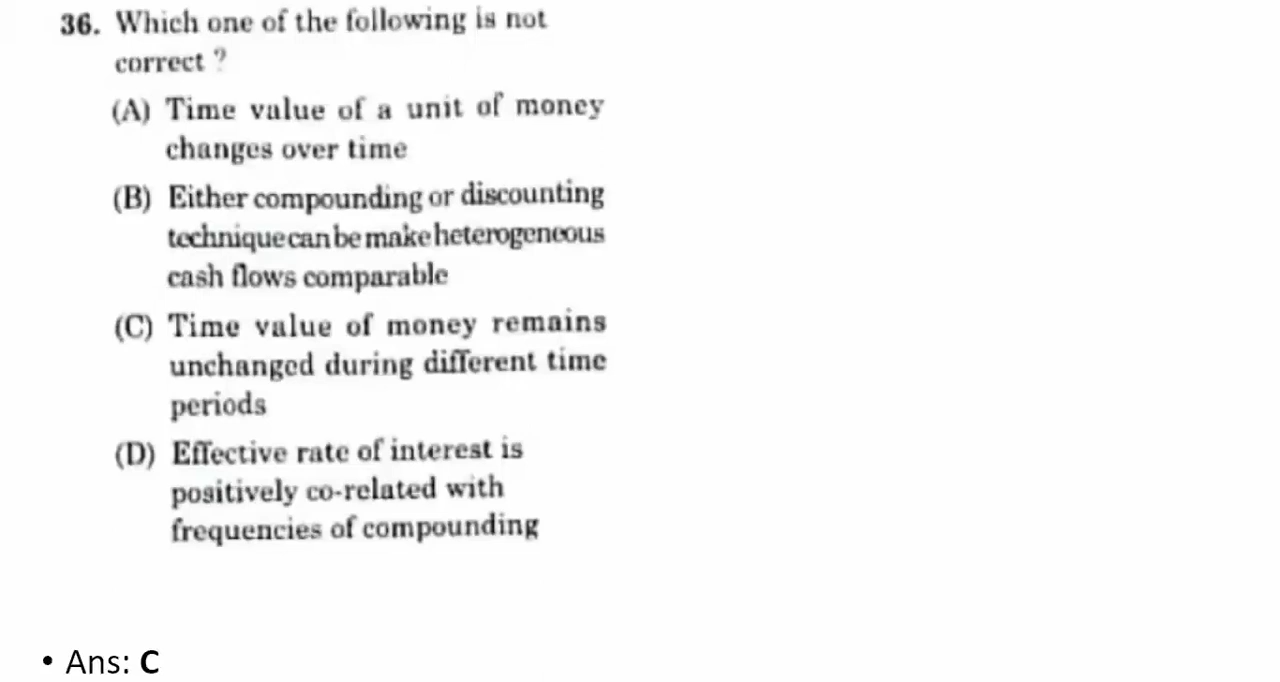 36. Which one of the following is not
correct ?
(A) Time value of a unit of money
changes over time
(B) Either compounding or discounting
technique can be make heterogeneous
cash flows comparable
(C) Time value of money remains
unchanged during different time
periods
(D) Effective rate of interest is
positively co-related with
frequencies of compounding
• Ans: C